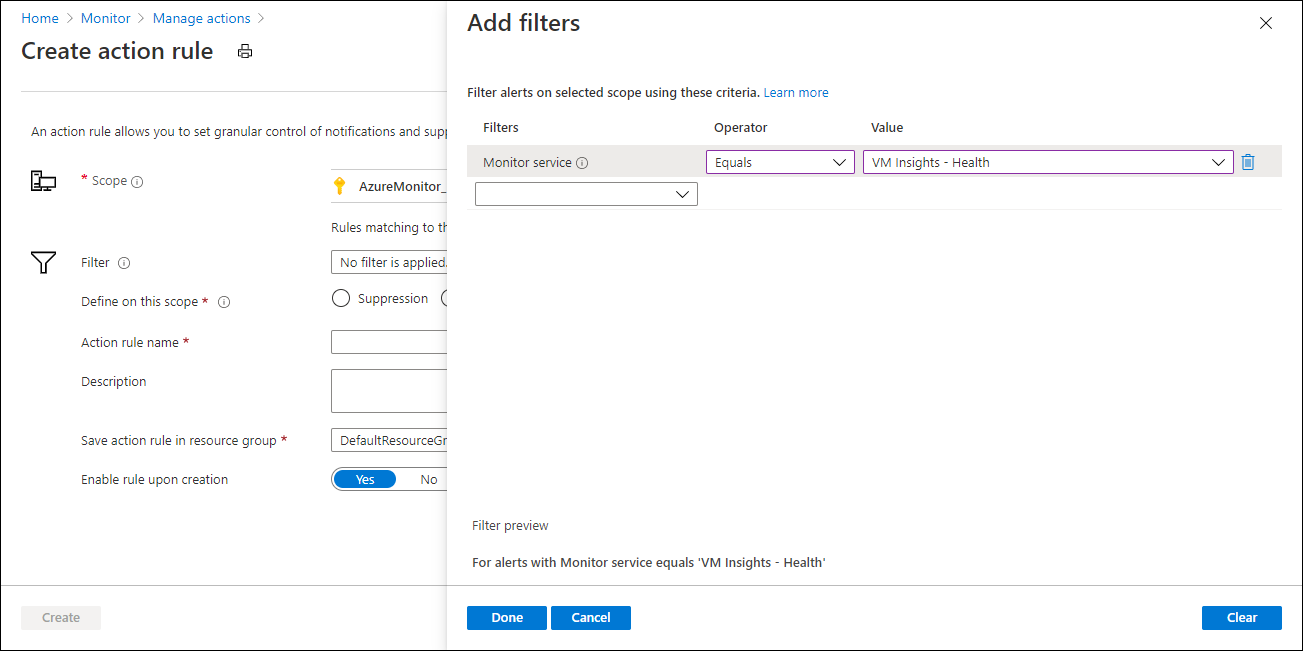 Home > Monitor > Manage actions >
Create action rule
An action rule allows you to set granular control of notifications and supp
* Scope
AzureMonitor_
Rules matching to th
Filter
No filter is applied.
Define on this scope *
Suppression
Action rule name *
Description
Save action rule in resource group *
DefaultResourceGr
Enable rule upon creation
Yes No
Create
Add filters
Filter alerts on selected scope using these criteria. Learn more
Filters Operator Value
Monitor service Equals VM Insights - Health
Filter preview
For alerts with Monitor service equals 'VM Insights - Health'
Done Cancel Clear